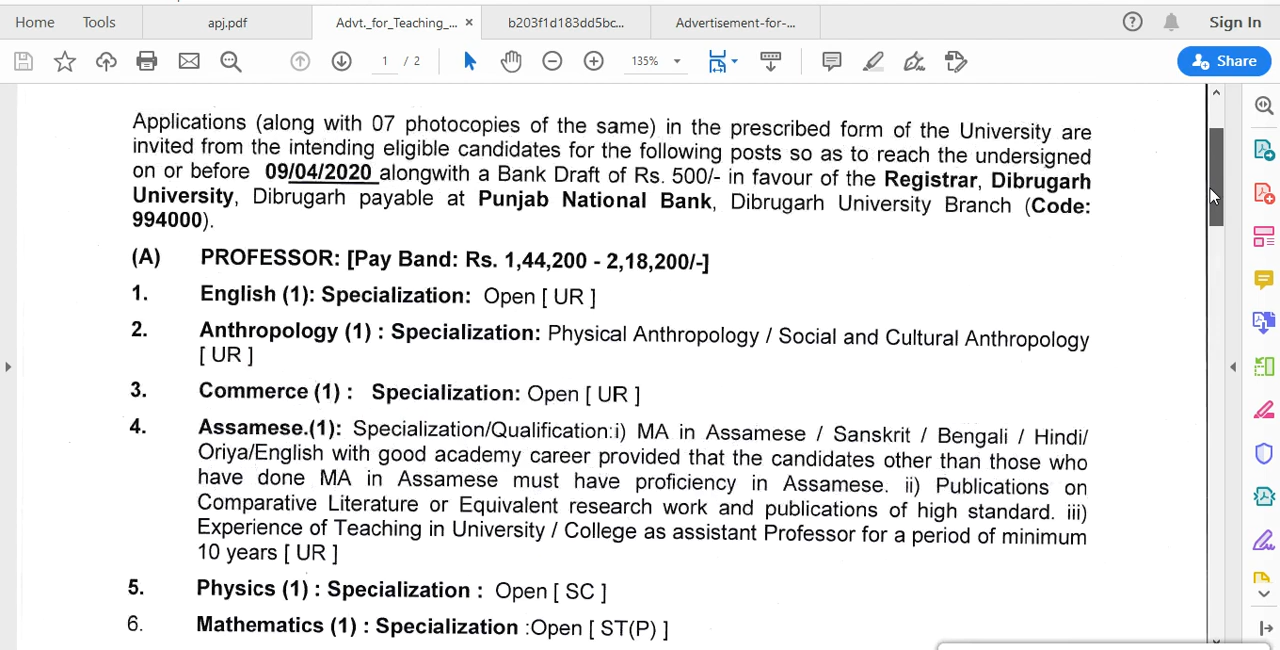 Home Tools apj.pdf Advt._for_Teaching_... × b203f1d183dd5bc... Advertisement-for-... Sign In
1 / 2 135% Share
Applications (along with 07 photocopies of the same) in the prescribed form of the University are
invited from the intending eligible candidates for the following posts so as to reach the undersigned
on or before 09/04/2020 alongwith a Bank Draft of Rs. 500/- in favour of the Registrar, Dibrugarh
University, Dibrugarh payable at Punjab National Bank, Dibrugarh University Branch (Code:
994000).
(A) PROFESSOR: [Pay Band: Rs. 1,44,200 - 2,18,200/-]
1. English (1): Specialization: Open [ UR ]
2. Anthropology (1) : Specialization: Physical Anthropology / Social and Cultural Anthropology
[ UR ]
3. Commerce (1) : Specialization: Open [ UR ]
4. Assamese.(1): Specialization/Qualification:i) MA in Assamese / Sanskrit / Bengali / Hindi/
Oriya/English with good academy career provided that the candidates other than those who
have done MA in Assamese must have proficiency in Assamese. ii) Publications on
Comparative Literature or Equivalent research work and publications of high standard. iii)
Experience of Teaching in University / College as assistant Professor for a period of minimum
10 years [ UR ]
5. Physics (1) : Specialization : Open [ SC ]
6. Mathematics (1) : Specialization :Open [ ST(P) ]